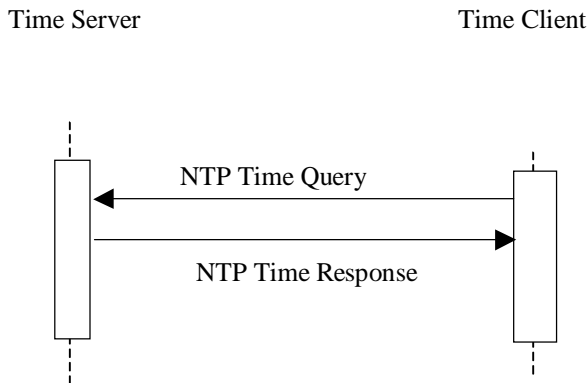 Time Server
Time Client
NTP Time Query
NTP Time Response